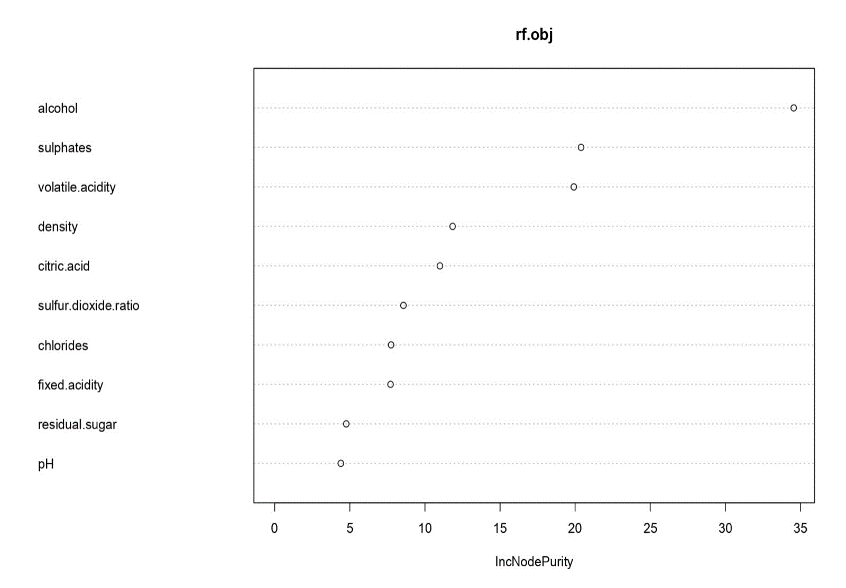 rf.obj
alcohol
sulphates
volatile.acidity
density
citric.acid
sulfur.dioxide.ratio
chlorides
fixed.acidity
residual.sugar
pH
0 5 10 15 20 25 30 35
IncNodePurity